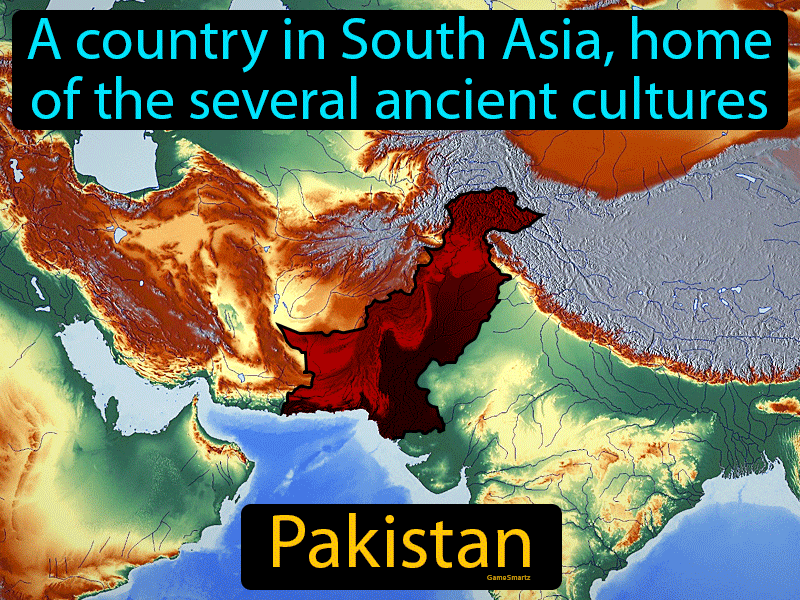 A country in South Asia, home
of the several ancient cultures
Pakistan
GameSmartz